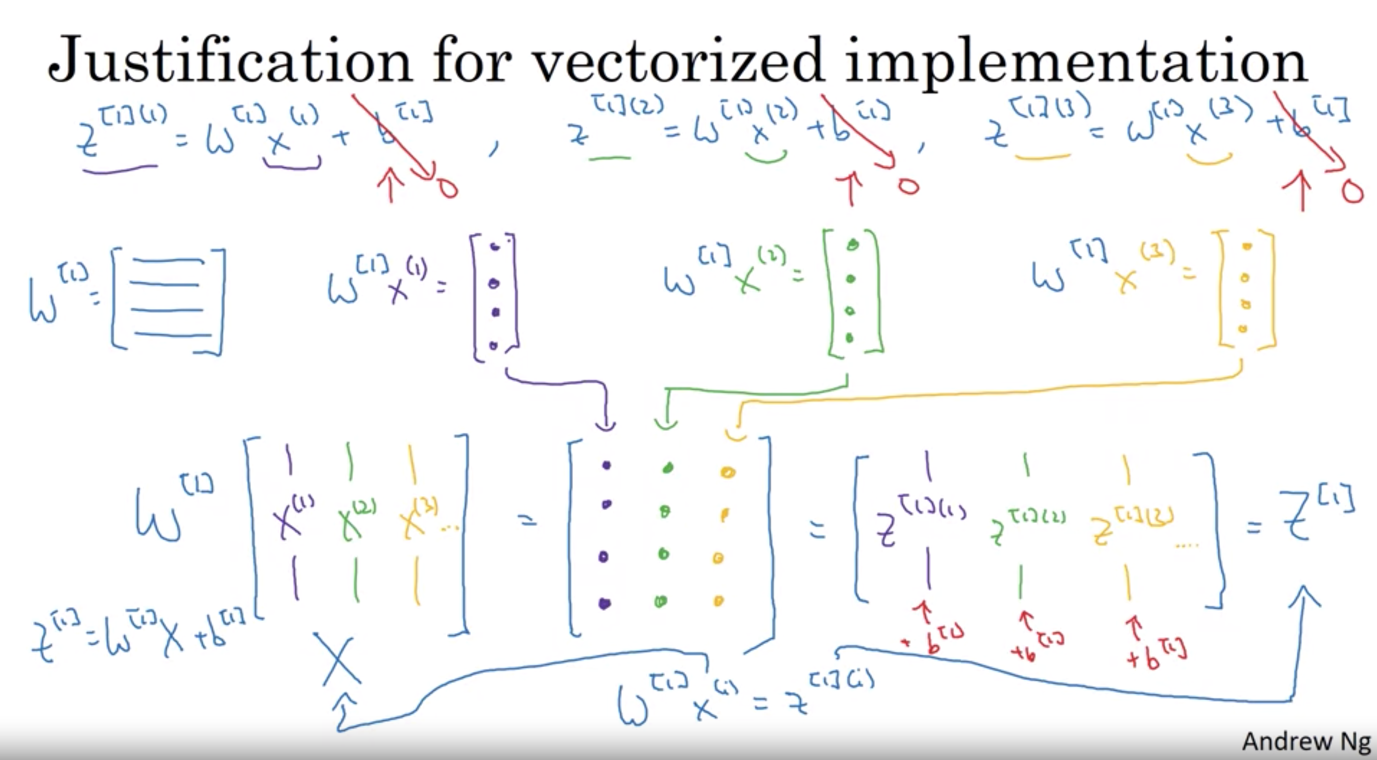 Justification for vectorized implementation
z^[1](1) = W^[1] x^(1) + b^[1] , z^[1](2) = W^[1] x^(2) + b^[1] , z^[1](3) = W^[1] x^(3) + b^[1]
0 0 0
W^[1] = W^[1] x^(1) = W^[1] x^(2) = W^[1] x^(3) =
W^[1] [ x^(1) x^(2) x^(3) ... ] = = [ z^[1](1) z^[1](2) z^[1](3) .... ] = Z^[1]
z^[1] = W^[1] X + b^[1] X + b^[1] +b^[1] +b^[1]
W^[1] x^(i) = z^[1](i)
Andrew Ng